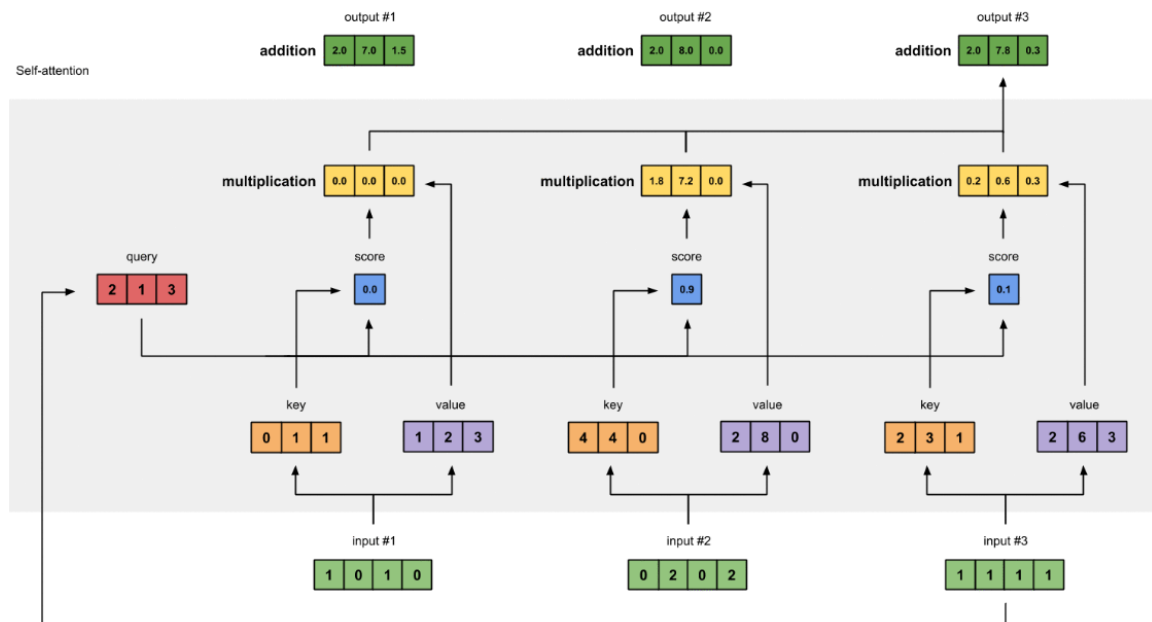 output #1
output #2
output #3
addition 2.0 7.0 1.5
addition 2.0 8.0 0.0
addition 2.0 7.8 0.3
Self-attention
multiplication 0.0 0.0 0.0
multiplication 1.8 7.2 0.0
multiplication 0.2 0.6 0.3
query
score
score
score
2 1 3
0.0
0.9
0.1
key
value
key
value
key
value
0 1 1
1 2 3
4 4 0
2 8 0
2 3 1
2 6 3
input #1
input #2
input #3
1 0 1 0
0 2 0 2
1 1 1 1